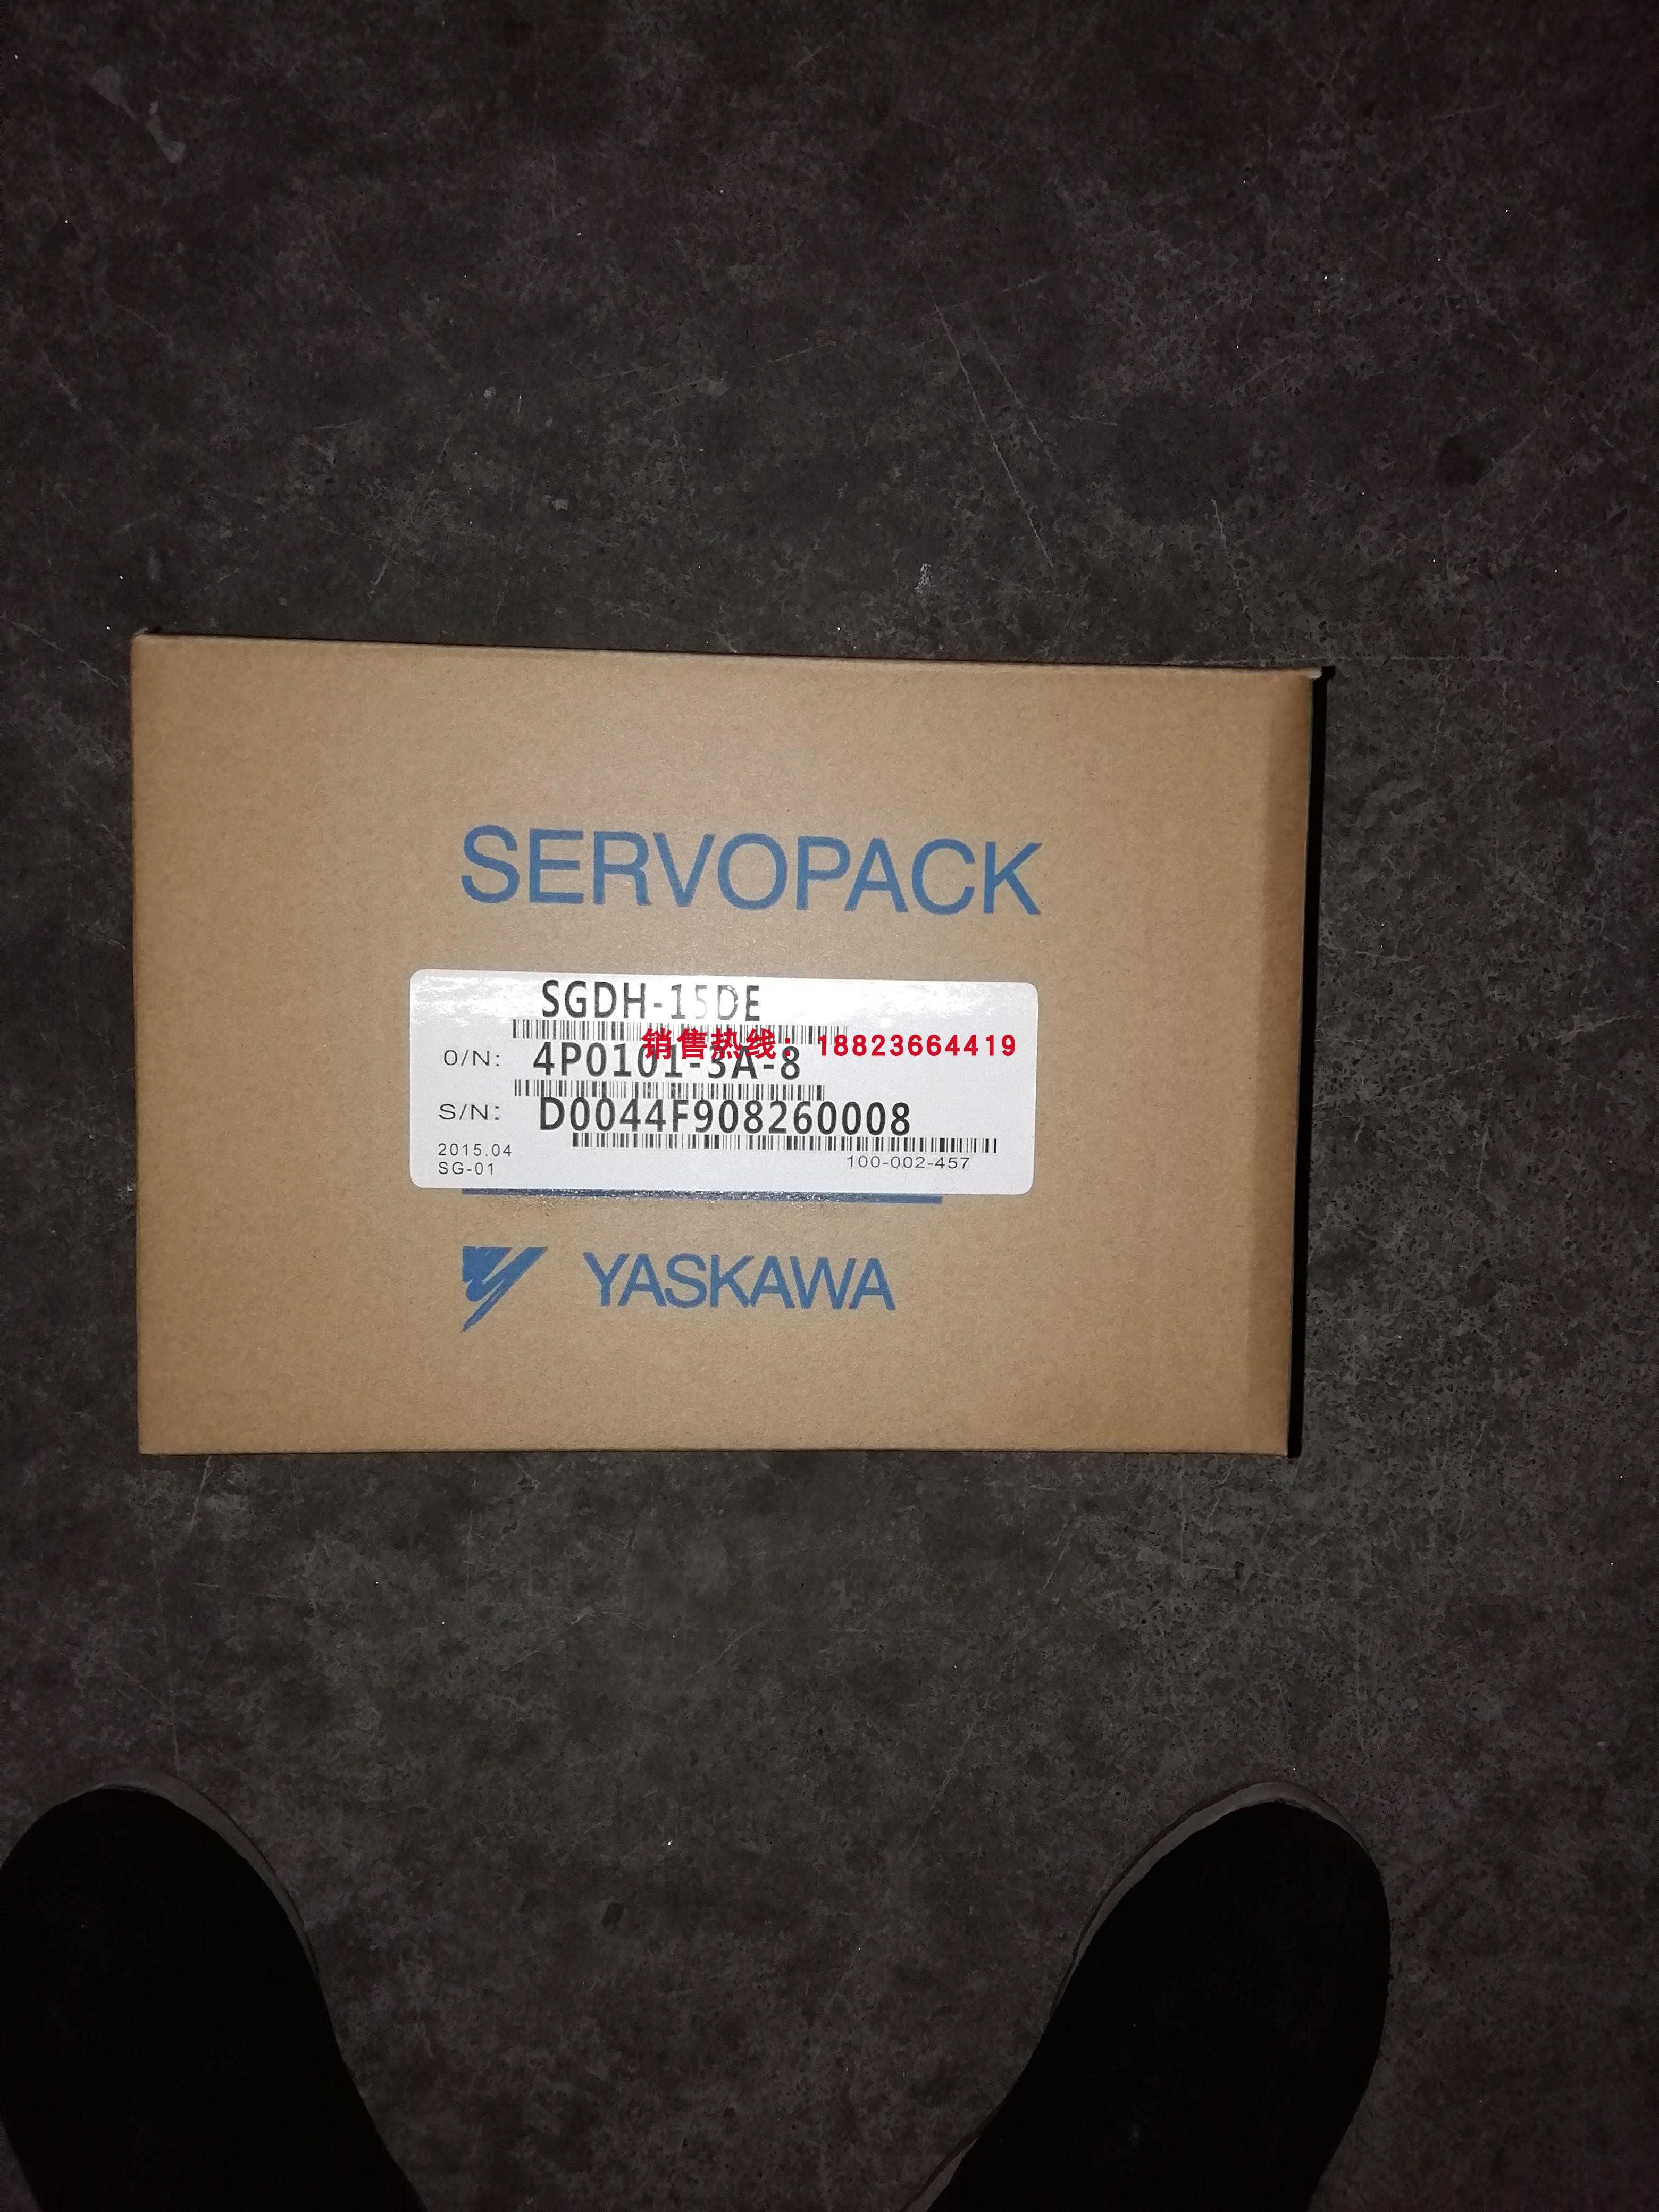 SERVOPACK
SGDH-15DE
销售热线：18823664419
O/N: 4P0101-3A-8
S/N: D0044F908260008
2015.04
SG-01
100-002-457
YASKAWA